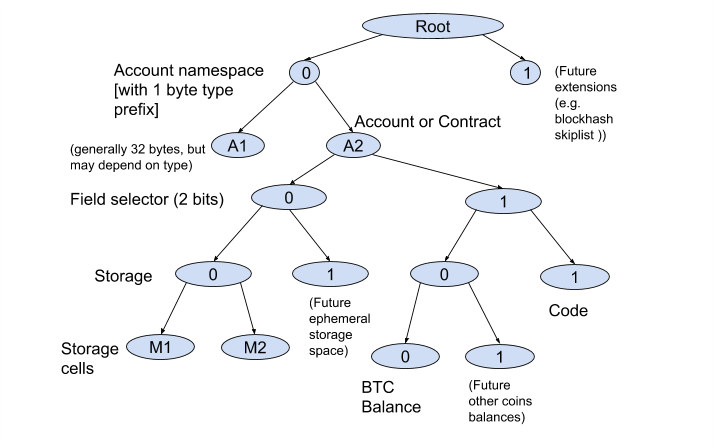 Root
Account namespace
[with 1 byte type
prefix]
0
1
(Future
extensions
(e.g.
blockhash
skiplist ))
Account or Contract
(generally 32 bytes, but
may depend on type)
A1
A2
Field selector (2 bits)
0
1
Storage
0
1
0
1
(Future
ephemeral
storage
space)
Code
Storage
cells
M1
M2
0
1
BTC
Balance
(Future
other coins
balances)